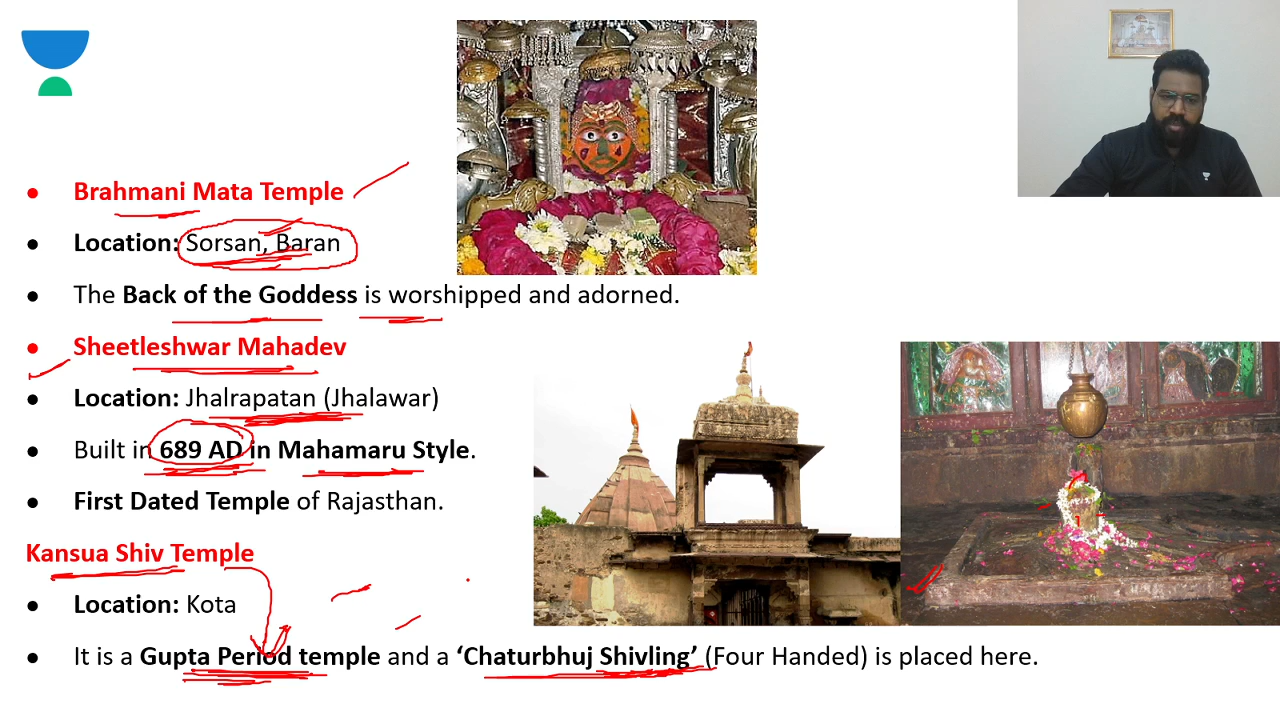 Brahmani Mata Temple
Location: Sorsan, Baran
The Back of the Goddess is worshipped and adorned.
Sheetleshwar Mahadev
Location: Jhalrapatan (Jhalawar)
Built in 689 AD in Mahamaru Style.
First Dated Temple of Rajasthan.
Kansua Shiv Temple
Location: Kota
It is a Gupta Period temple and a ‘Chaturbhuj Shivling’ (Four Handed) is placed here.